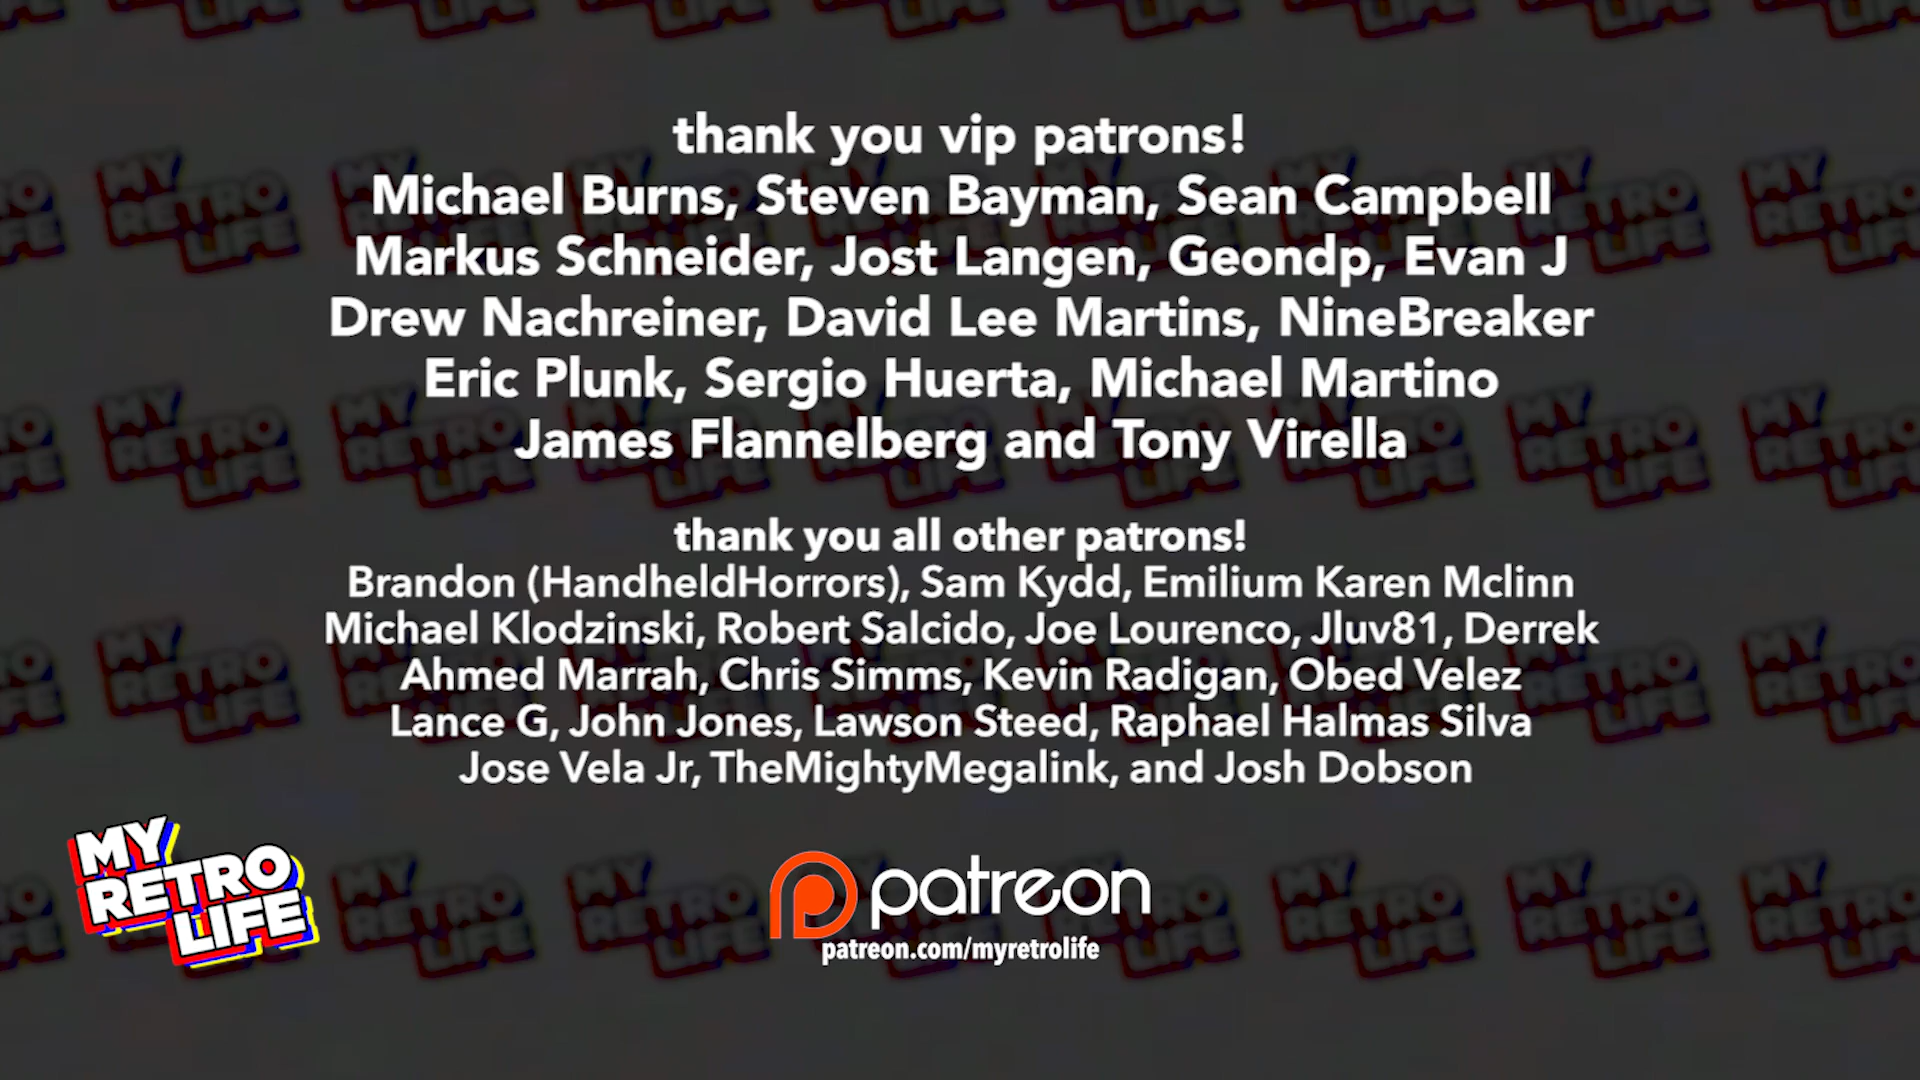 thank you vip patrons!
Michael Burns, Steven Bayman, Sean Campbell
Markus Schneider, Jost Langen, Geondp, Evan J
Drew Nachreiner, David Lee Martins, NineBreaker
Eric Plunk, Sergio Huerta, Michael Martino
James Flannelberg and Tony Virella
thank you all other patrons!
Brandon (HandheldHorrors), Sam Kydd, Emilium Karen Mclinn
Michael Klodzinski, Robert Salcido, Joe Lourenco, Jluv81, Derrek
Ahmed Marrah, Chris Simms, Kevin Radigan, Obed Velez
Lance G, John Jones, Lawson Steed, Raphael Halmas Silva
Jose Vela Jr, TheMightyMegalink, and Josh Dobson
MY
RETRO
LIFE
patreon
patreon.com/myretrolife